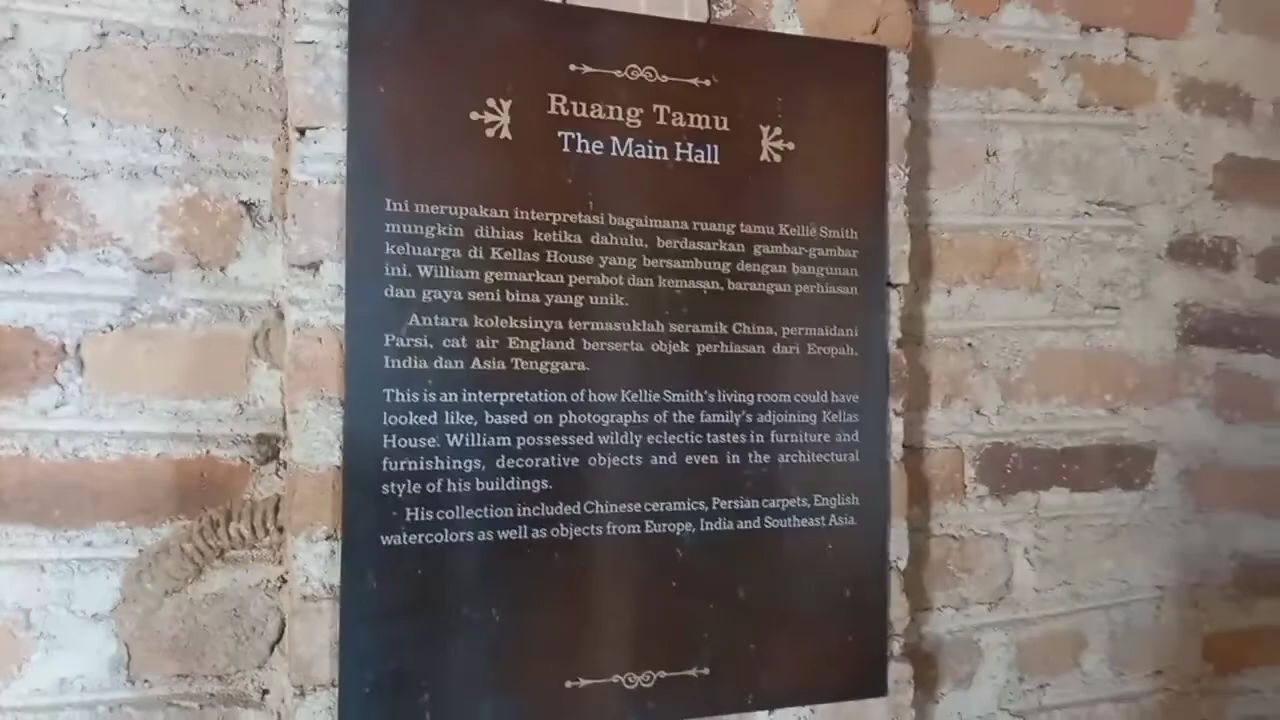 Ruang Tamu
The Main Hall
Ini merupakan interpretasi bagaimana ruang tamu Kellie Smith
mungkin dihias ketika dahulu, berdasarkan gambar-gambar
keluarga di Kellas House yang bersambung dengan bangunan
ini. William gemarkan perabot dan kemasan, barangan perhiasan
dan gaya seni bina yang unik.
Antara koleksinya termasuklah seramik China, permaidani
Parsi, cat air England berserta objek perhiasan dari Eropah,
India dan Asia Tenggara.
This is an interpretation of how Kellie Smith's living room could have
looked like, based on photographs of the family's adjoining Kellas
House. William possessed wildly eclectic tastes in furniture and
furnishings, decorative objects and even in the architectural
style of his buildings.
His collection included Chinese ceramics, Persian carpets, English
watercolors as well as objects from Europe, India and Southeast Asia.